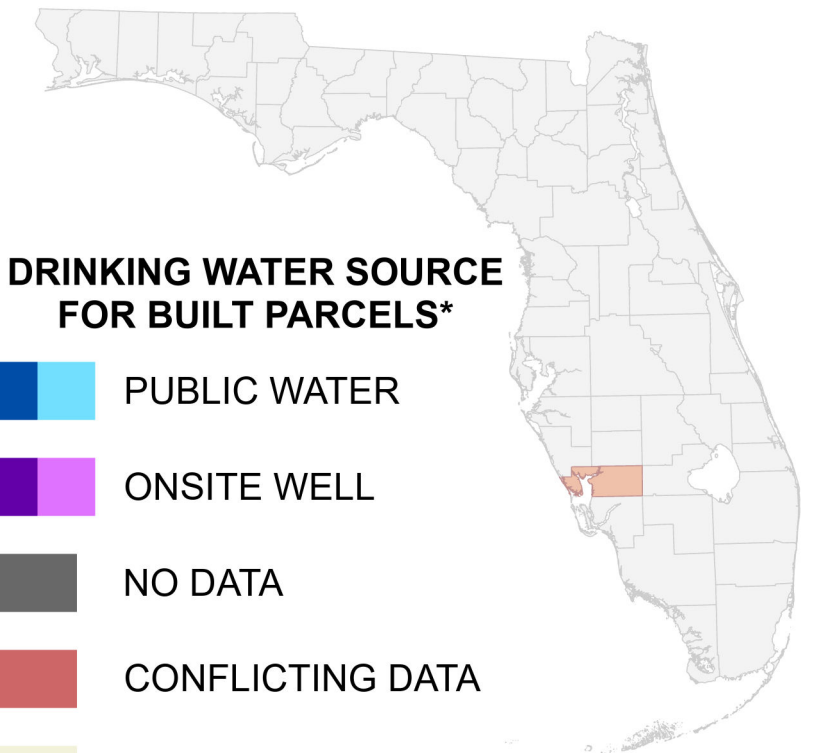 DRINKING WATER SOURCE
FOR BUILT PARCELS*
PUBLIC WATER
ONSITE WELL
NO DATA
CONFLICTING DATA